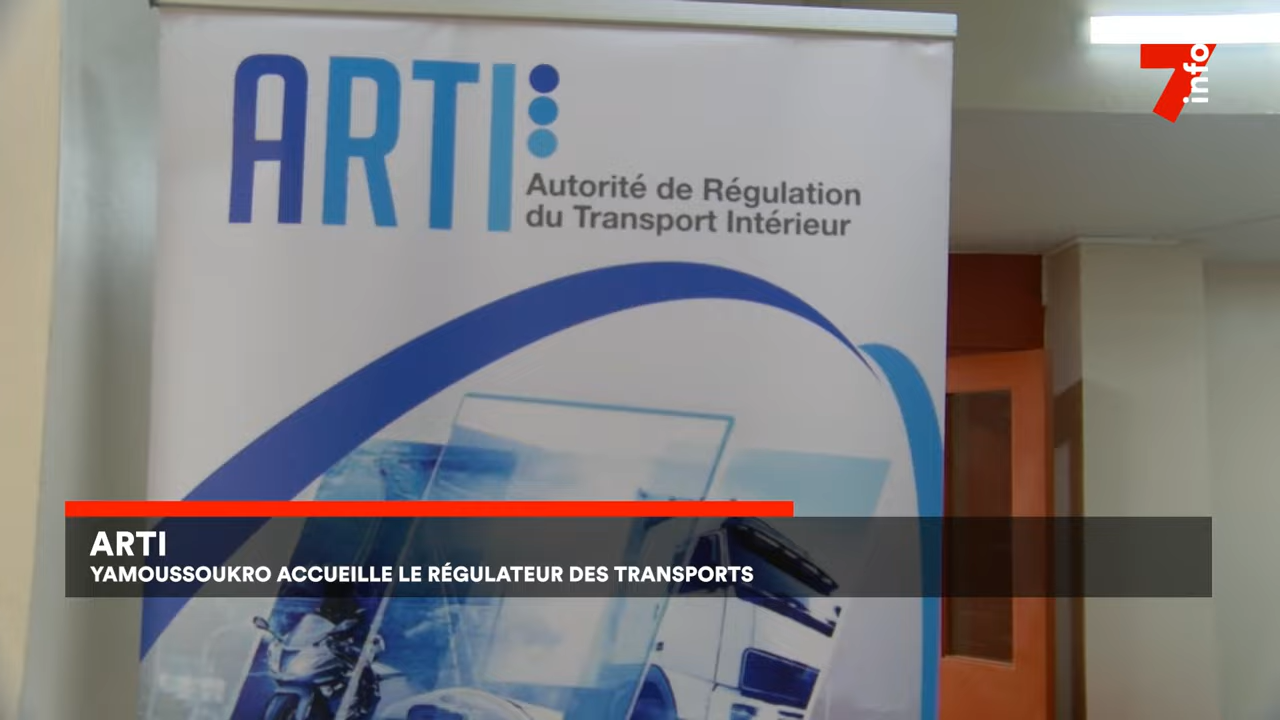 ARTI
Autorité de Régulation
du Transport Intérieur
7info
ARTI
YAMOUSSOUKRO ACCUEILLE LE RÉGULATEUR DES TRANSPORTS